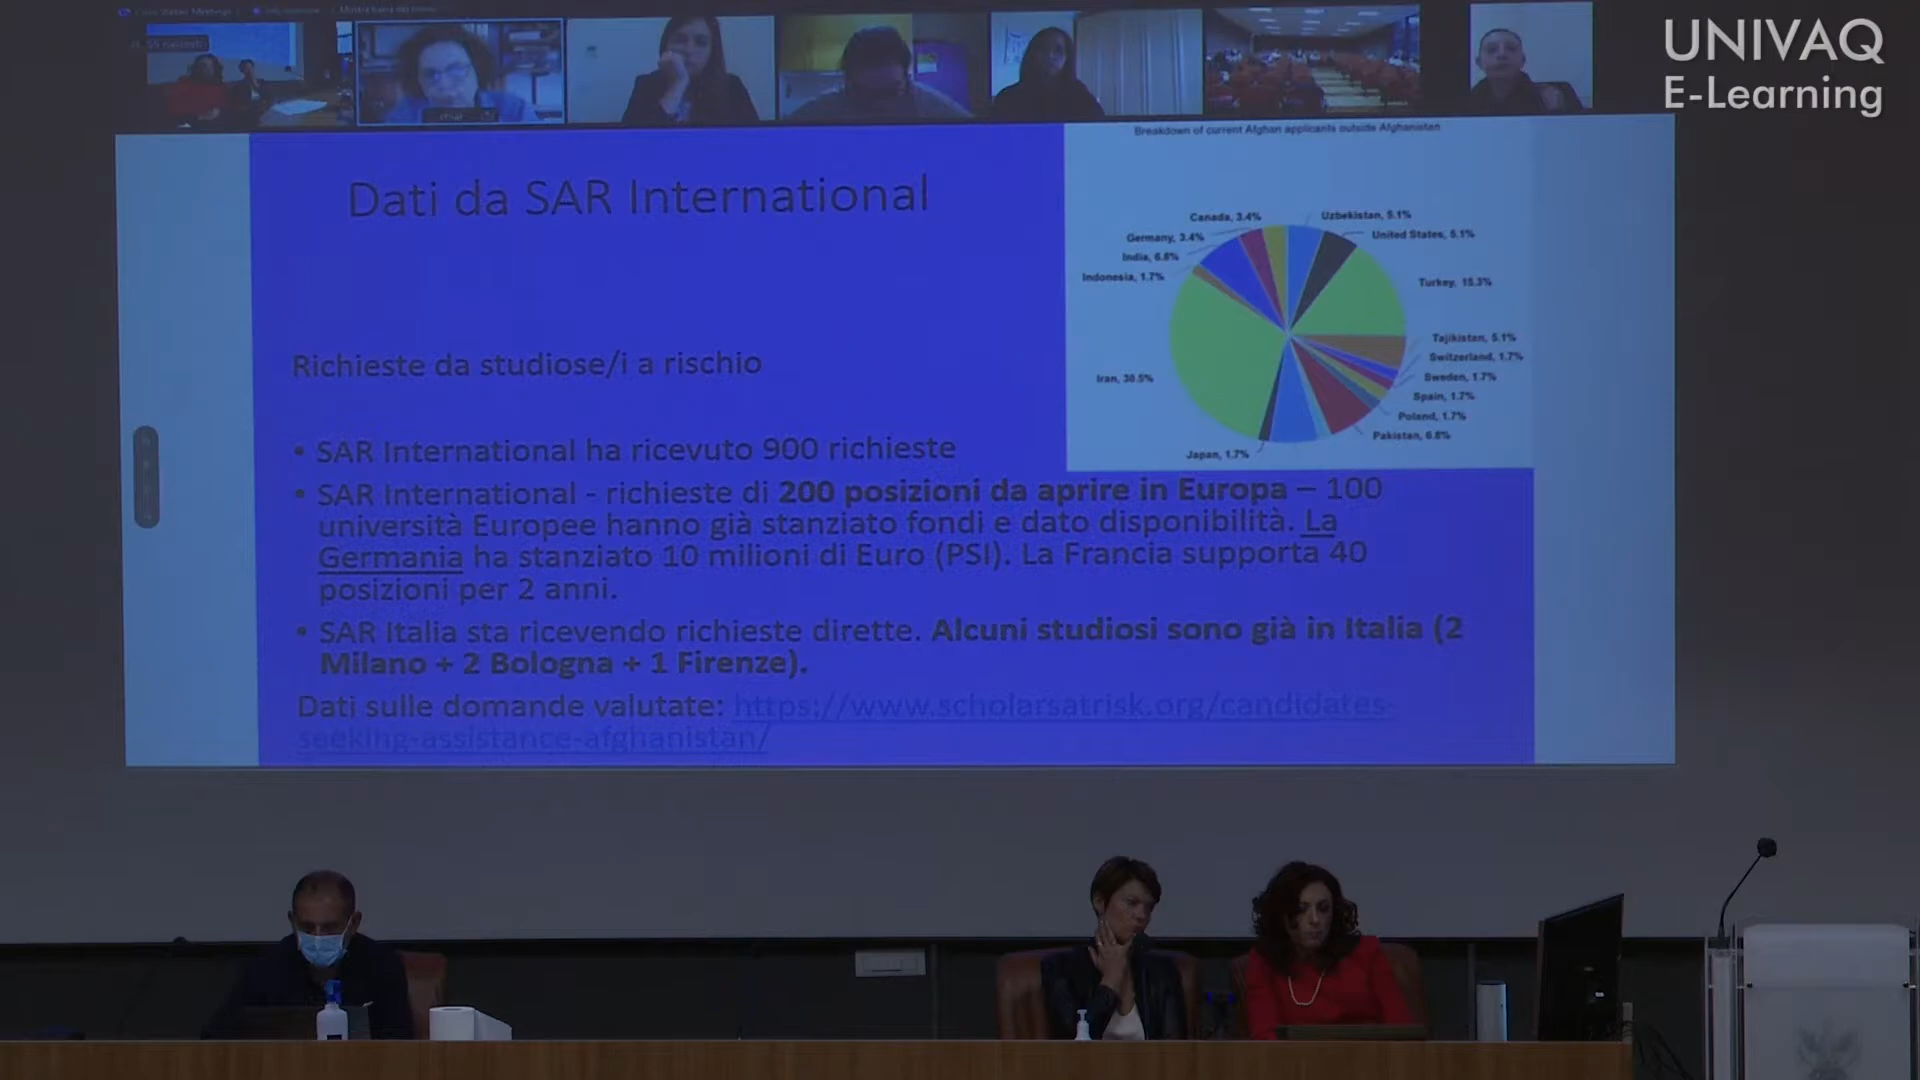 UNIVAQ
E-Learning
Breakdown of current Afghan applicants outside Afghanistan
Dati da SAR International
Canada, 3.4%
Uzbekistan, 5.1%
Germany, 3.4%
United States, 5.1%
India, 6.8%
Indonesia, 1.7%
Turkey, 15.3%
Tajikistan, 5.1%
Switzerland, 1.7%
Sweden, 1.7%
Iran, 30.5%
Spain, 1.7%
Poland, 1.7%
Pakistan, 6.8%
Japan, 1.7%
Richieste da studiose/i a rischio
• SAR International ha ricevuto 900 richieste
• SAR International - richieste di 200 posizioni da aprire in Europa – 100
università Europee hanno già stanziato fondi e dato disponibilità. La
Germania ha stanziato 10 milioni di Euro (PSI). La Francia supporta 40
posizioni per 2 anni.
• SAR Italia sta ricevendo richieste dirette. Alcuni studiosi sono già in Italia (2
Milano + 2 Bologna + 1 Firenze).
Dati sulle domande valutate: https://www.scholarsatrisk.org/candidates-
seeking-assistance-afghanistan/